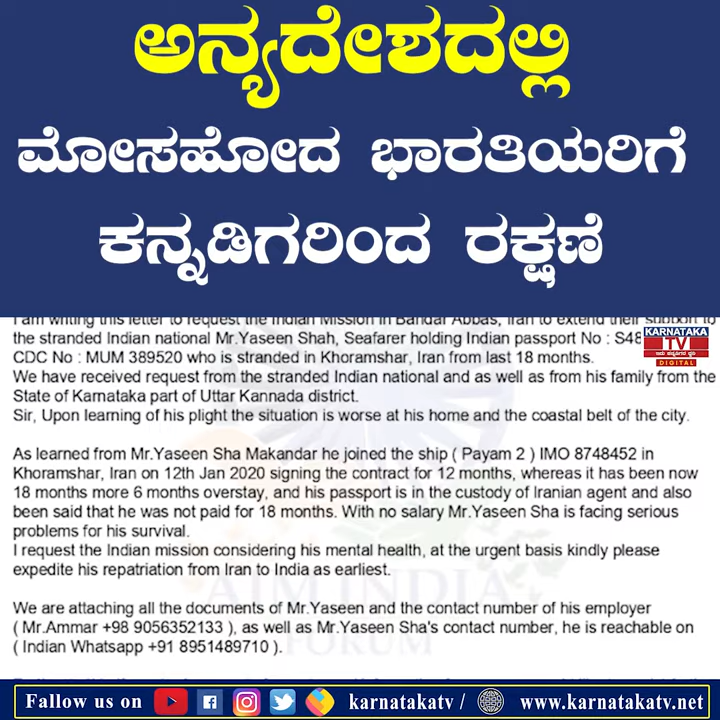 ಅನ್ಯದೇಶದಲ್ಲಿ
ಮೋಸಹೋದ ಭಾರತಿಯರಿಗೆ
ಕನ್ನಡಿಗರಿಂದ ರಕ್ಷಣೆ
I am writing this letter to request the Indian Mission in Bandar Abbas, Iran to extend their support to
the stranded Indian national Mr.Yaseen Shah, Seafarer holding Indian passport No : S48
CDC No : MUM 389520 who is stranded in Khoramshar, Iran from last 18 months.
We have received request from the stranded Indian national and as well as from his family from the
State of Karnataka part of Uttar Kannada district.
Sir, Upon learning of his plight the situation is worse at his home and the coastal belt of the city.
As learned from Mr.Yaseen Sha Makandar he joined the ship ( Payam 2 ) IMO 8748452 in
Khoramshar, Iran on 12th Jan 2020 signing the contract for 12 months, whereas it has been now
18 months more 6 months overstay, and his passport is in the custody of Iranian agent and also
been said that he was not paid for 18 months. With no salary Mr.Yaseen Sha is facing serious
problems for his survival.
I request the Indian mission considering his mental health, at the urgent basis kindly please
expedite his repatriation from Iran to India as earliest.
We are attaching all the documents of Mr.Yaseen and the contact number of his employer
( Mr.Ammar +98 9056352133 ), as well as Mr.Yaseen Sha's contact number, he is reachable on
( Indian Whatsapp +91 8951489710 ).
KARNATAKA
TV
DIGITAL
AIM INDIA
FORUM
Follow us on karnatakatv / www.karnatakatv.net